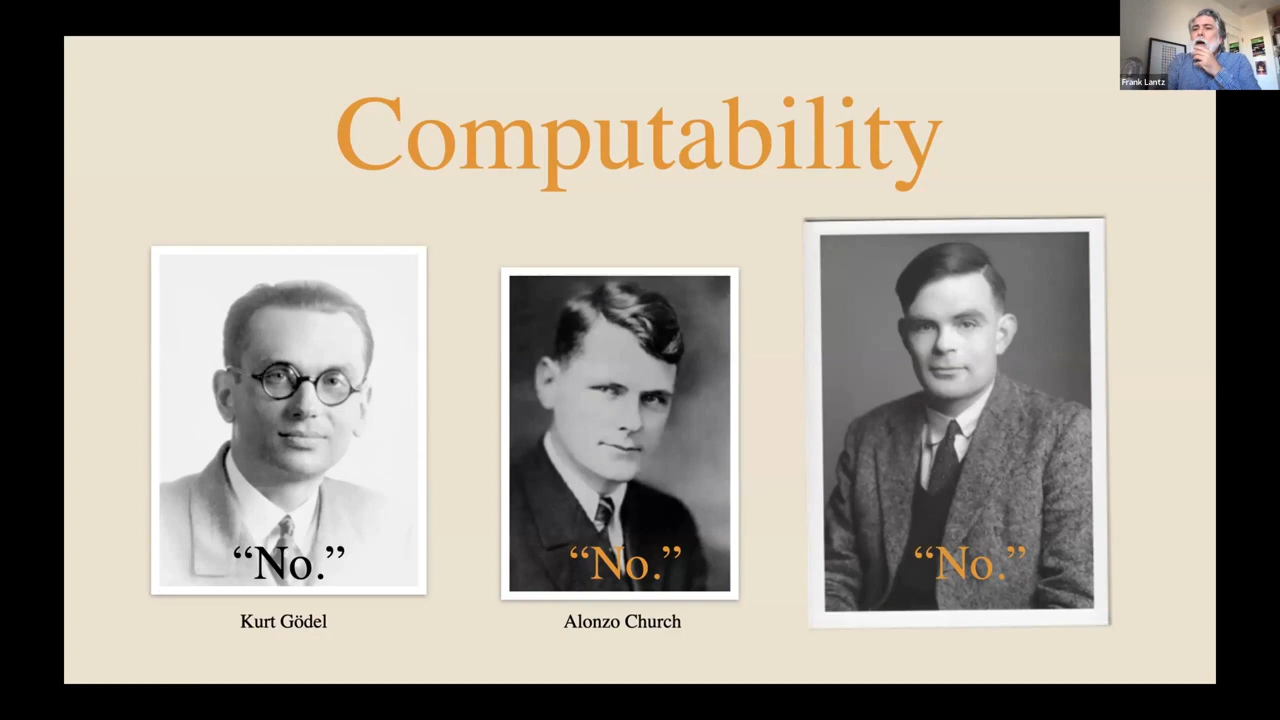 Frank Lantz
Computability
“No.”
“No.”
“No.”
Kurt Gödel
Alonzo Church